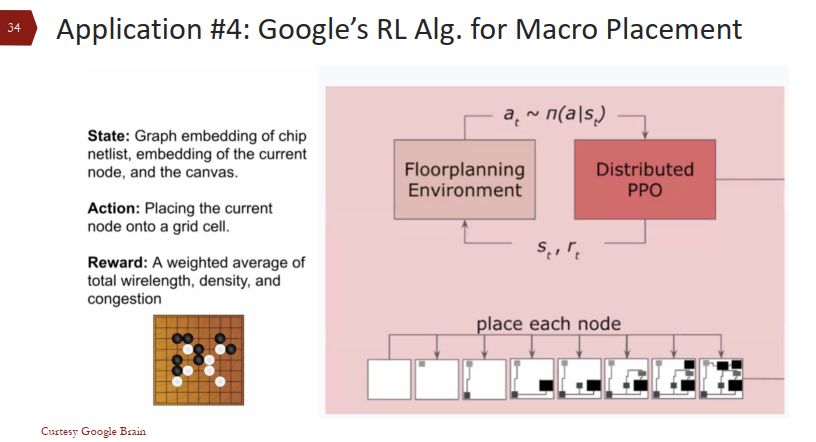 34
Application #4: Google's RL Alg. for Macro Placement
State: Graph embedding of chip
netlist, embedding of the current
node, and the canvas.
Action: Placing the current
node onto a grid cell.
Reward: A weighted average of
total wirelength, density, and
congestion
a_t ~ π(a|s_t)
Floorplanning
Environment
Distributed
PPO
s_t, r_t
place each node
Curtesy Google Brain